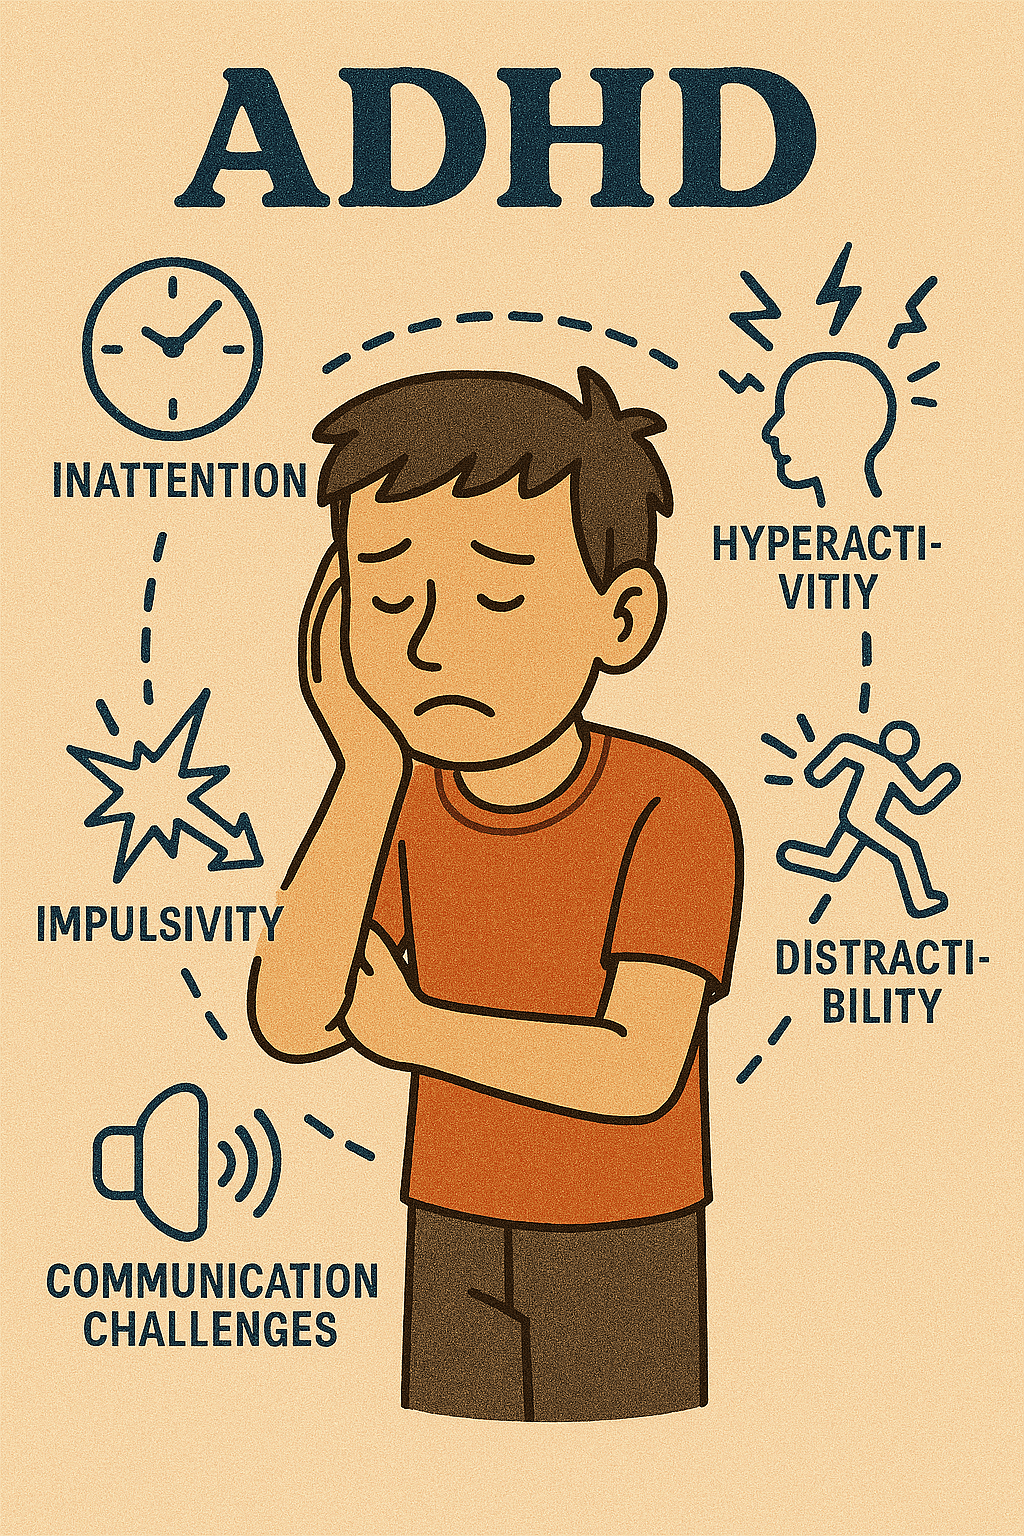 ADHD
INATTENTION
HYPERACTI-
VITIY
IMPULSIVITY
DISTRACTI-
BILITY
COMMUNICATION
CHALLENGES